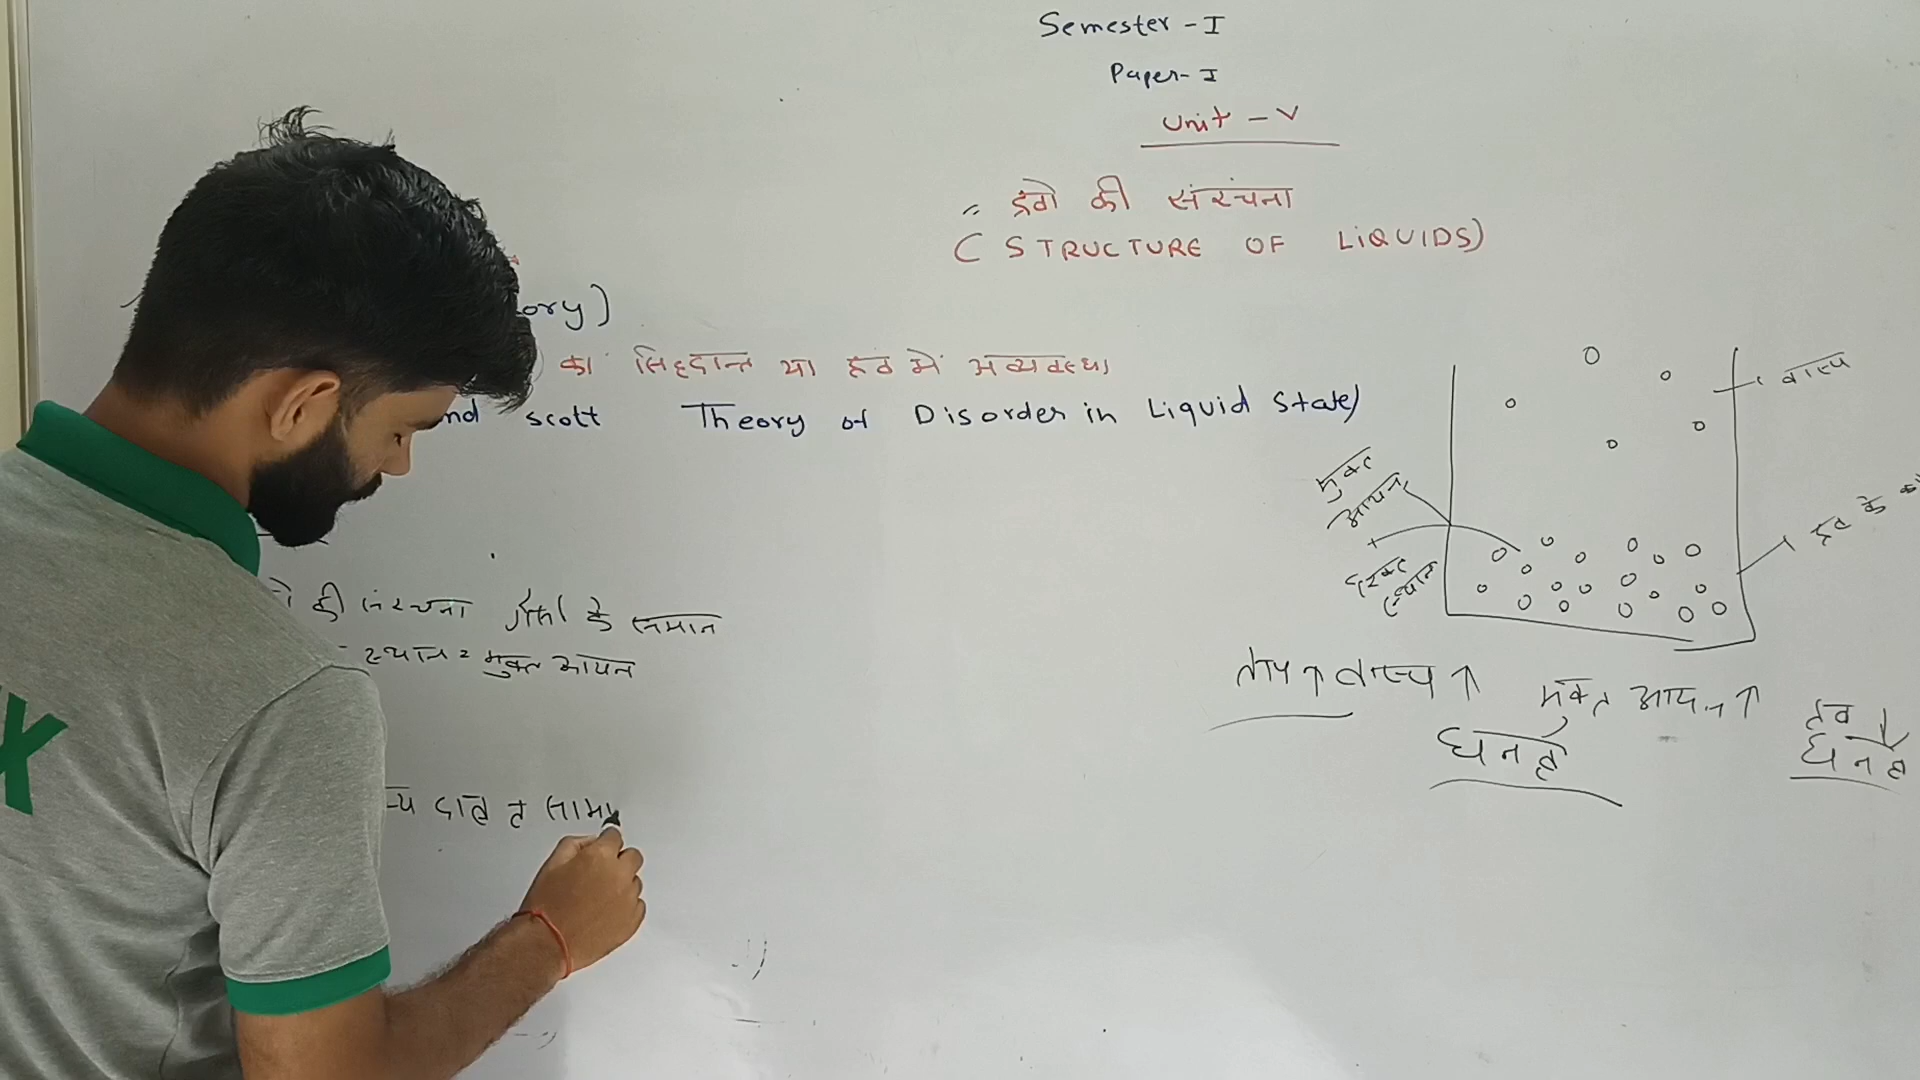 Semester - I
Paper - I
Unit - V
" द्रवो की संरचना
( STRUCTURE OF LIQUIDS)
ory)
) का सिद्दान्त या द्रव में अव्यवस्था
nd scott Theory of Disorder in Liquid State)
वाष्प
मुक्त
आयतन
द्रव के
रिक्त
स्थान
की संरचना गैसों के समान
स्थान = मुक्त आयतन
ताप ↑ वाष्प ↑ मुक्त आयतन ↑ द्रव ↓
घनत्व घनत्व
दाब व सामा